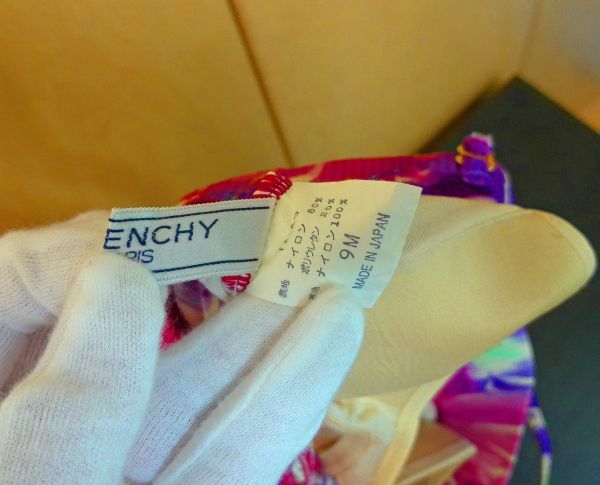 ENCHY
RIS
表地 ナイロン 80%
ポリウレタン 20%
ナイロン 100%
9M
MADE IN JAPAN